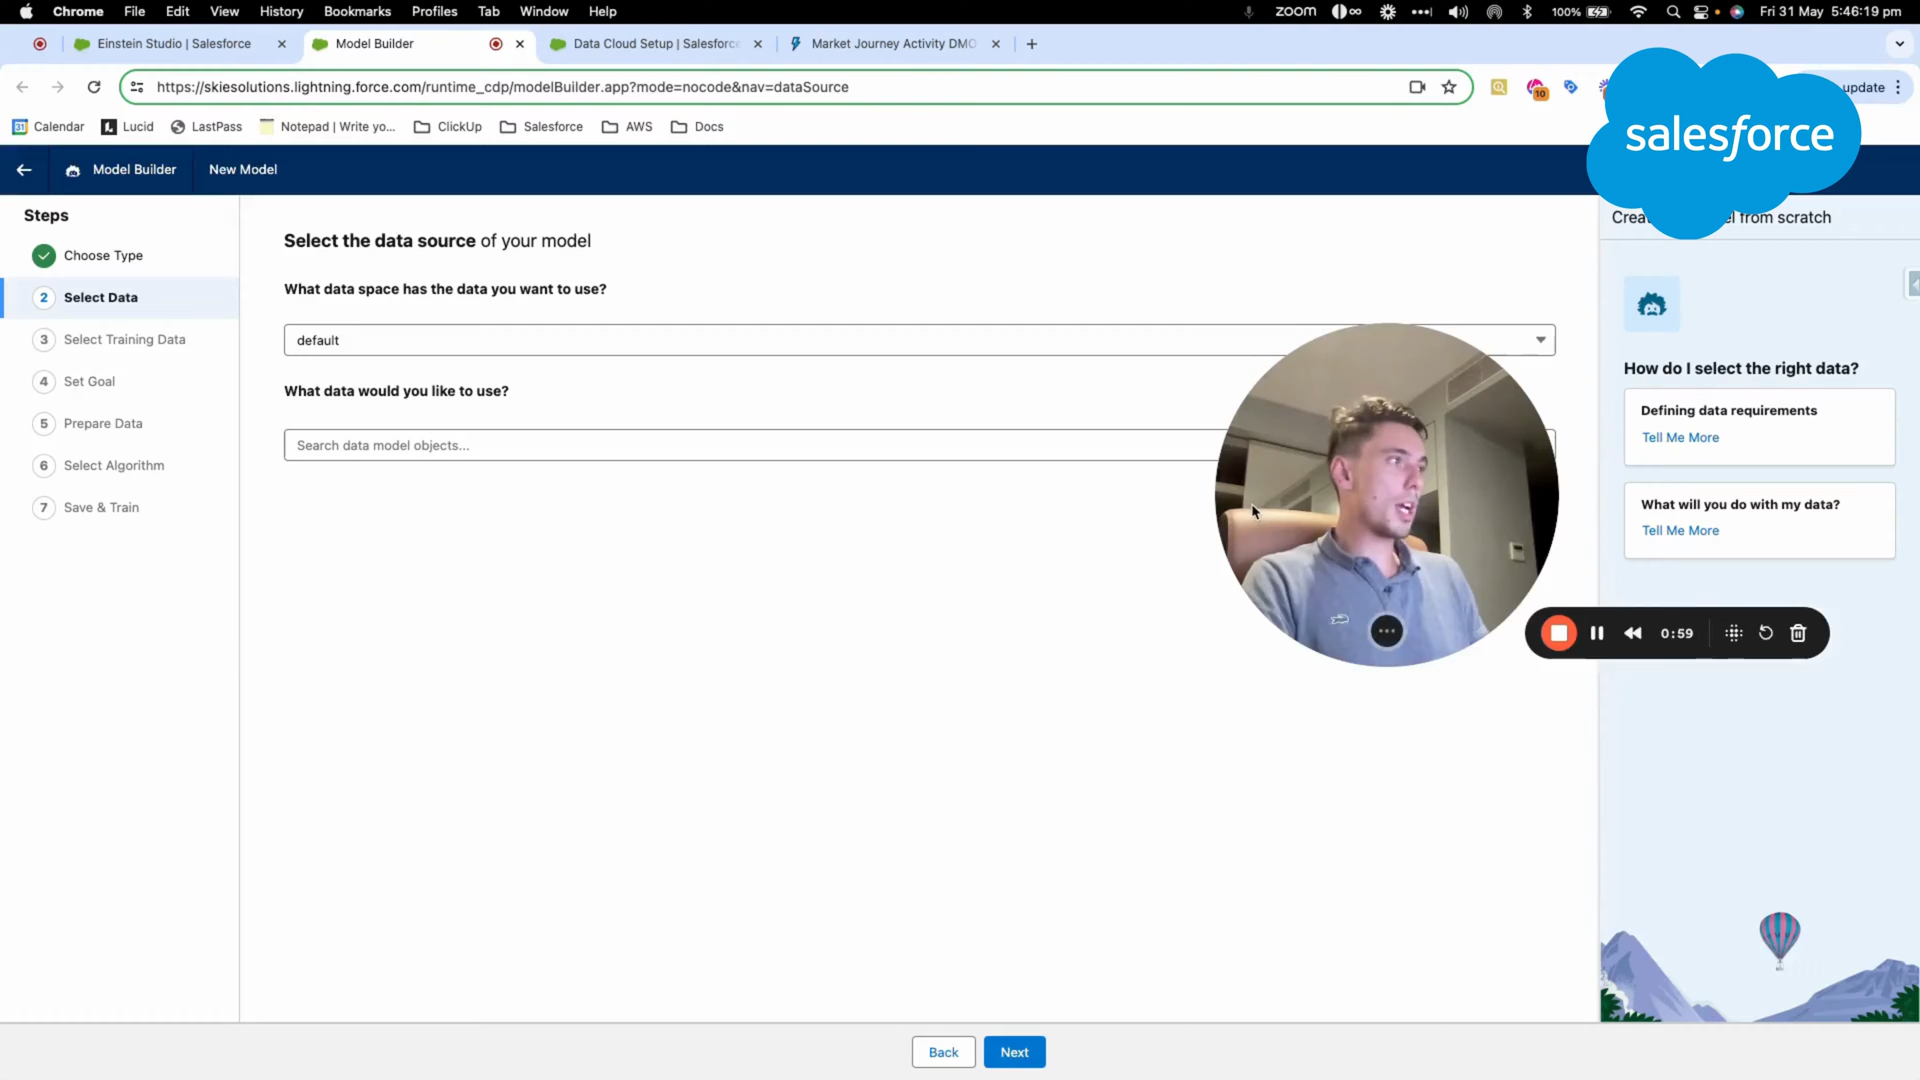 Chrome File Edit View History Bookmarks Profiles Tab Window Help zoom 100% Fri 31 May 5:46:19 pm
Einstein Studio | Salesforce Model Builder Data Cloud Setup | Salesforce Market Journey Activity DMO
https://skiesolutions.lightning.force.com/runtime_cdp/modelBuilder.app?mode=nocode&nav=dataSource 10 update
31 Calendar Lucid LastPass Notepad | Write yo... ClickUp Salesforce AWS Docs
salesforce
Model Builder New Model
Steps
Choose Type
2 Select Data
3 Select Training Data
4 Set Goal
5 Prepare Data
6 Select Algorithm
7 Save & Train
Select the data source of your model
What data space has the data you want to use?
default
What data would you like to use?
Search data model objects...
from scratch
How do I select the right data?
Defining data requirements
Tell Me More
What will you do with my data?
Tell Me More
0:59
Back Next